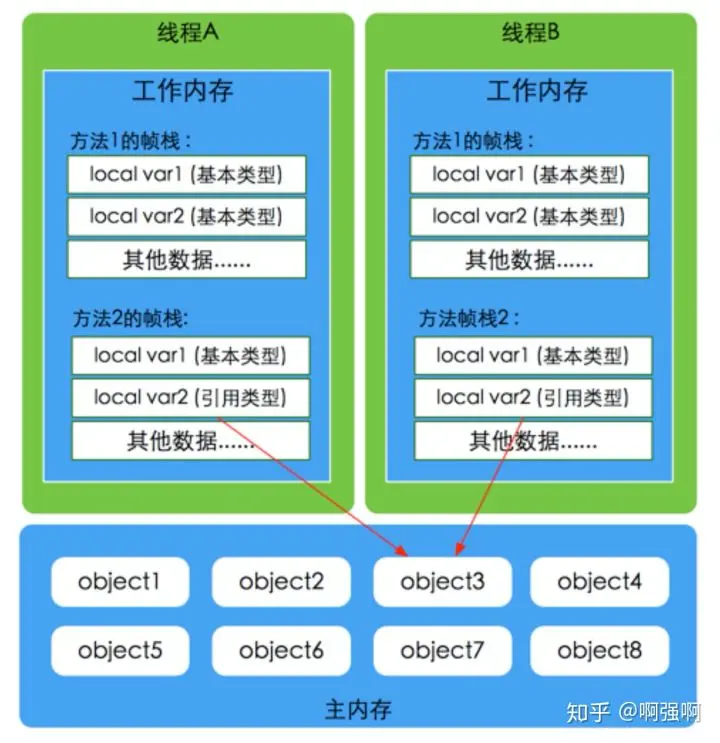 线程A
工作内存
方法1的帧栈：
local var1 (基本类型)
local var2 (基本类型)
其他数据......
方法2的帧栈:
local var1 (基本类型)
local var2 (引用类型)
其他数据......
线程B
工作内存
方法1的帧栈：
local var1 (基本类型)
local var2 (基本类型)
其他数据......
方法帧栈2：
local var1 (基本类型)
local var2 (引用类型)
其他数据......
object1 object2 object3 object4
object5 object6 object7 object8
主内存
知乎 @啊强啊